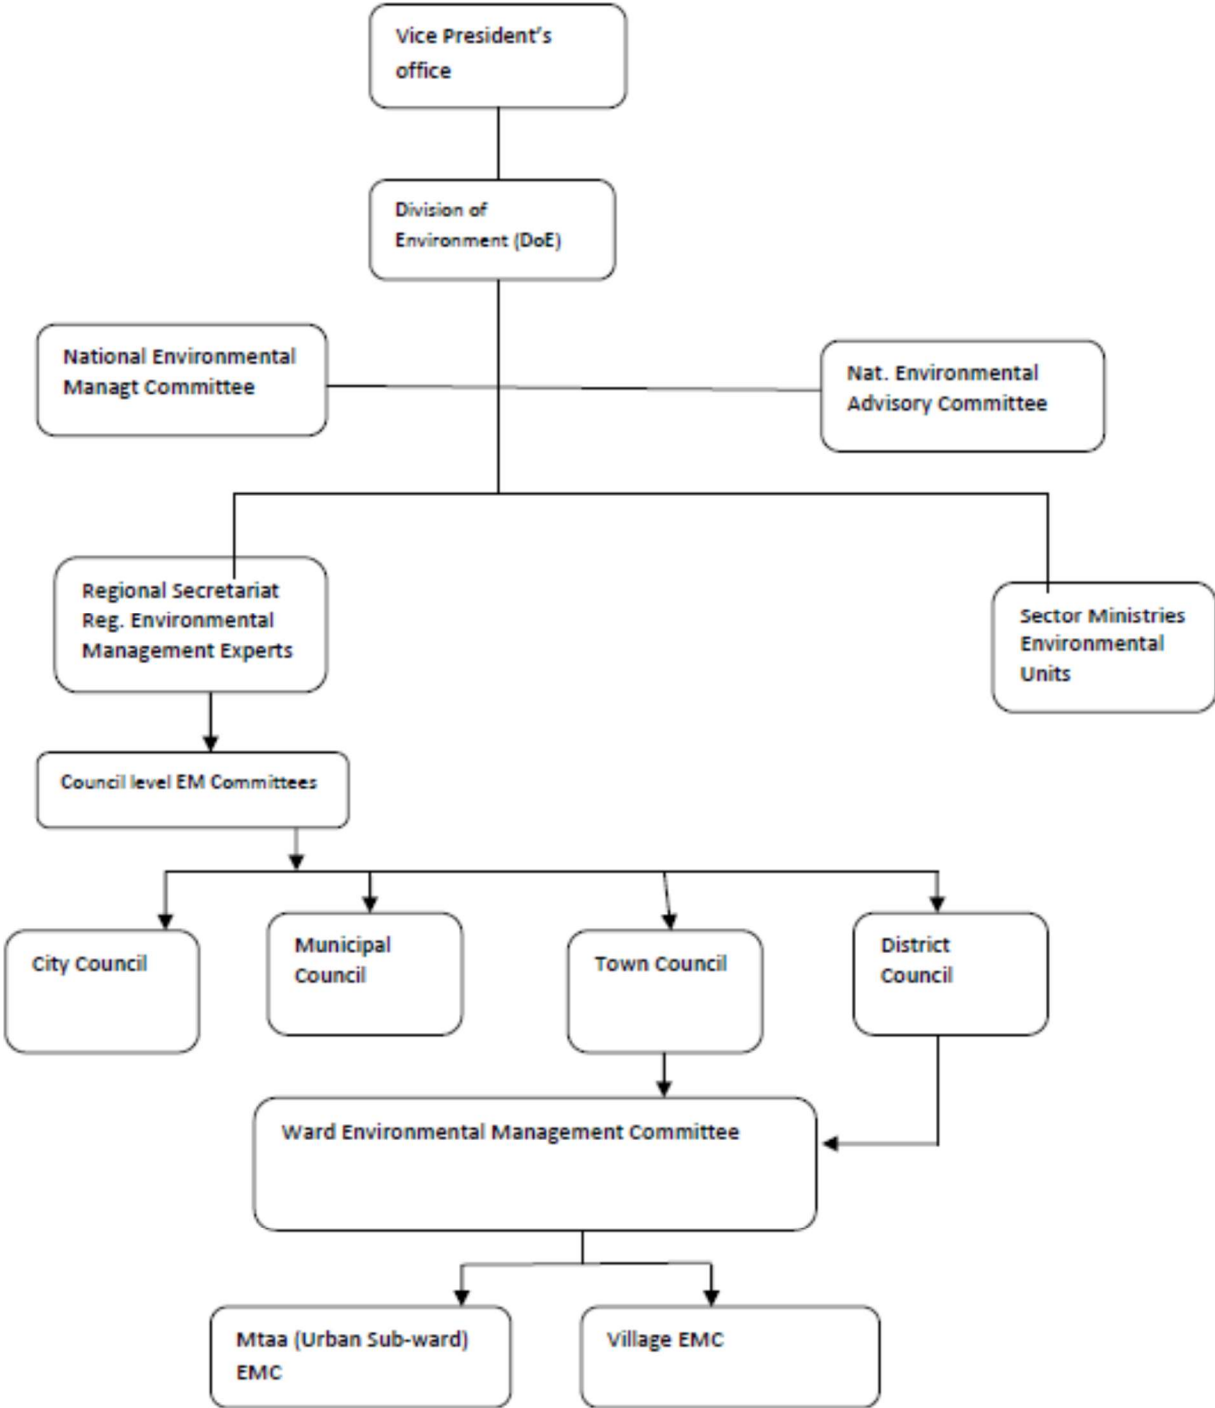 Vice President's
office
Division of
Environment (DoE)
National Environmental
Managt Committee
Nat. Environmental
Advisory Committee
Regional Secretariat
Reg. Environmental
Management Experts
Sector Ministries
Environmental
Units
Council level EM Committees
City Council
Municipal
Council
Town Council
District
Council
Ward Environmental Management Committee
Mtaa (Urban Sub-ward)
EMC
Village EMC